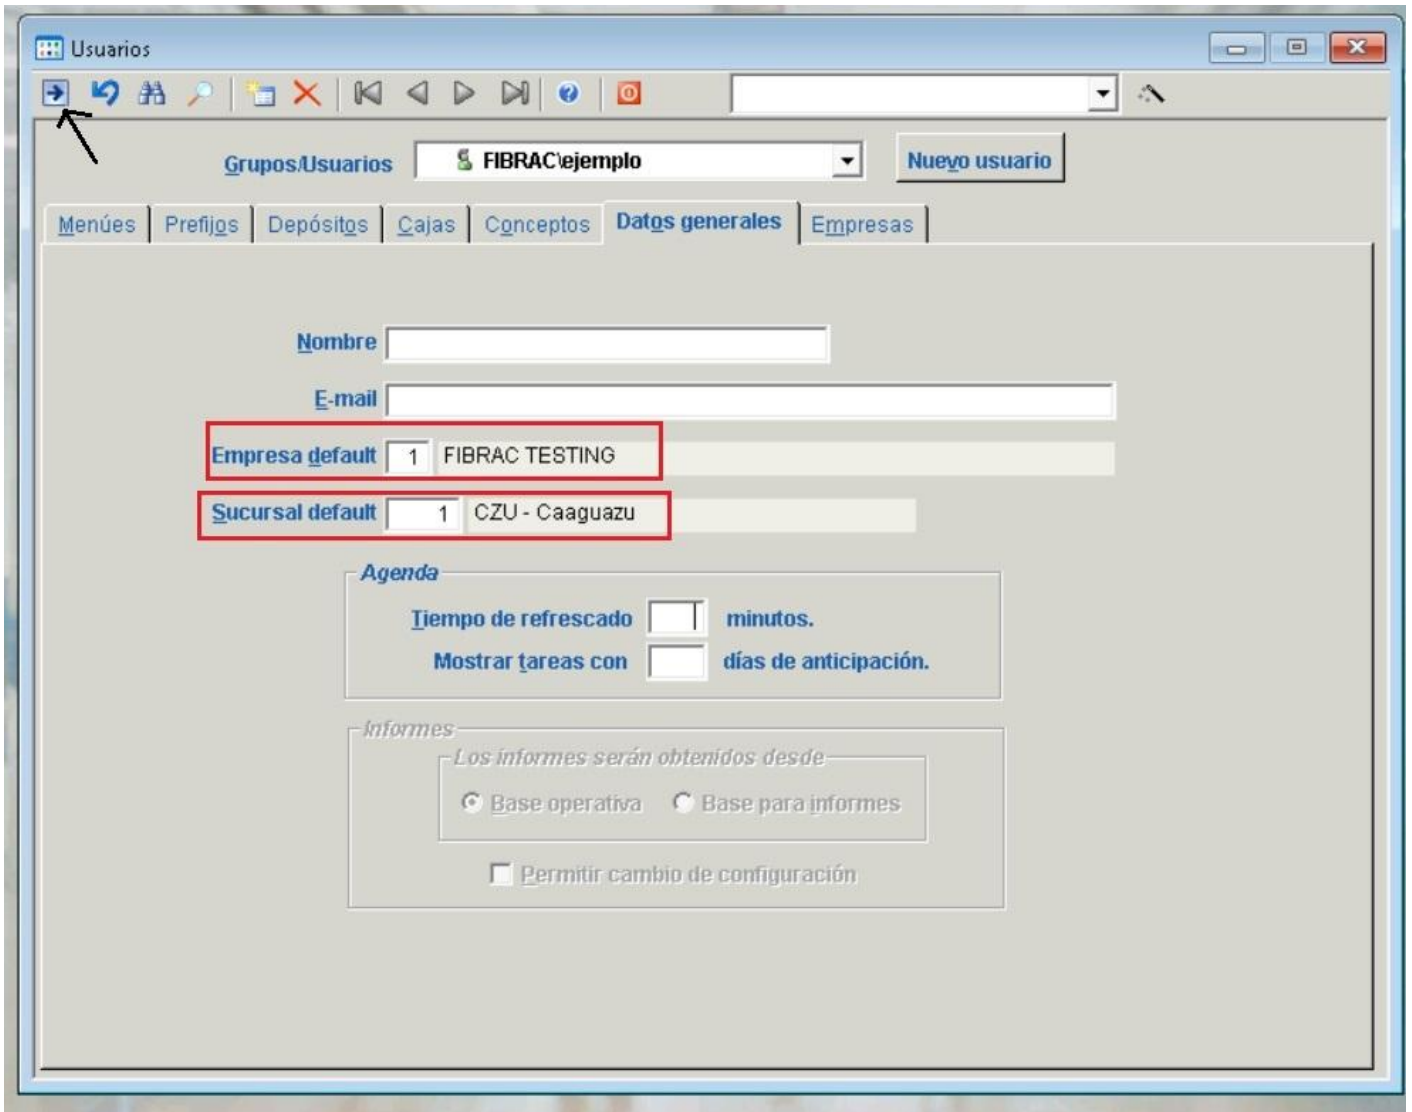 Usuarios
Grupos/Usuarios FIBRAC\ejemplo Nuevo usuario
Menúes Prefijos Depósitos Cajas Conceptos Datos generales Empresas
Nombre
E-mail
Empresa default 1 FIBRAC TESTING
Sucursal default 1 CZU - Caaguazu
Agenda
Tiempo de refrescado minutos.
Mostrar tareas con días de anticipación.
Informes
Los informes serán obtenidos desde
Base operativa Base para informes
Permitir cambio de configuración